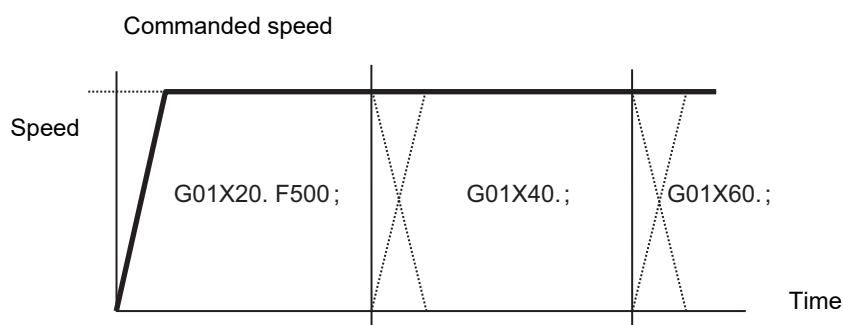 Commanded speed
Speed
G01X20. F500 ;
G01X40. ;
G01X60. ;
Time